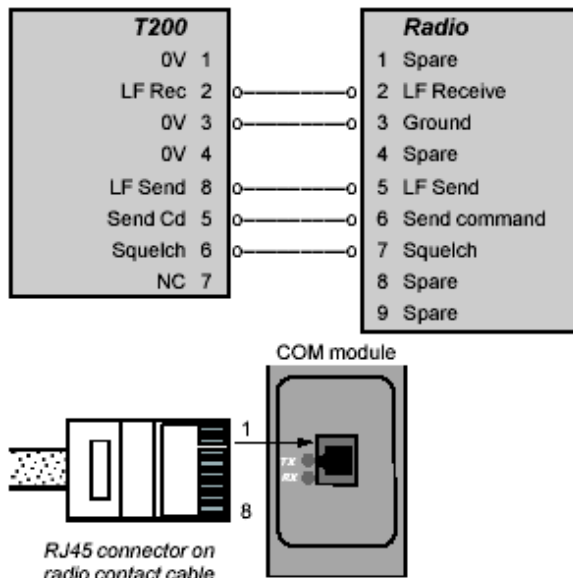 T200
0V 1
LF Rec 2
0V 3
0V 4
LF Send 8
Send Cd 5
Squelch 6
NC 7
Radio
1 Spare
2 LF Receive
3 Ground
4 Spare
5 LF Send
6 Send command
7 Squelch
8 Spare
9 Spare
COM module
1
TX
RX
8
RJ45 connector on
radio contact cable